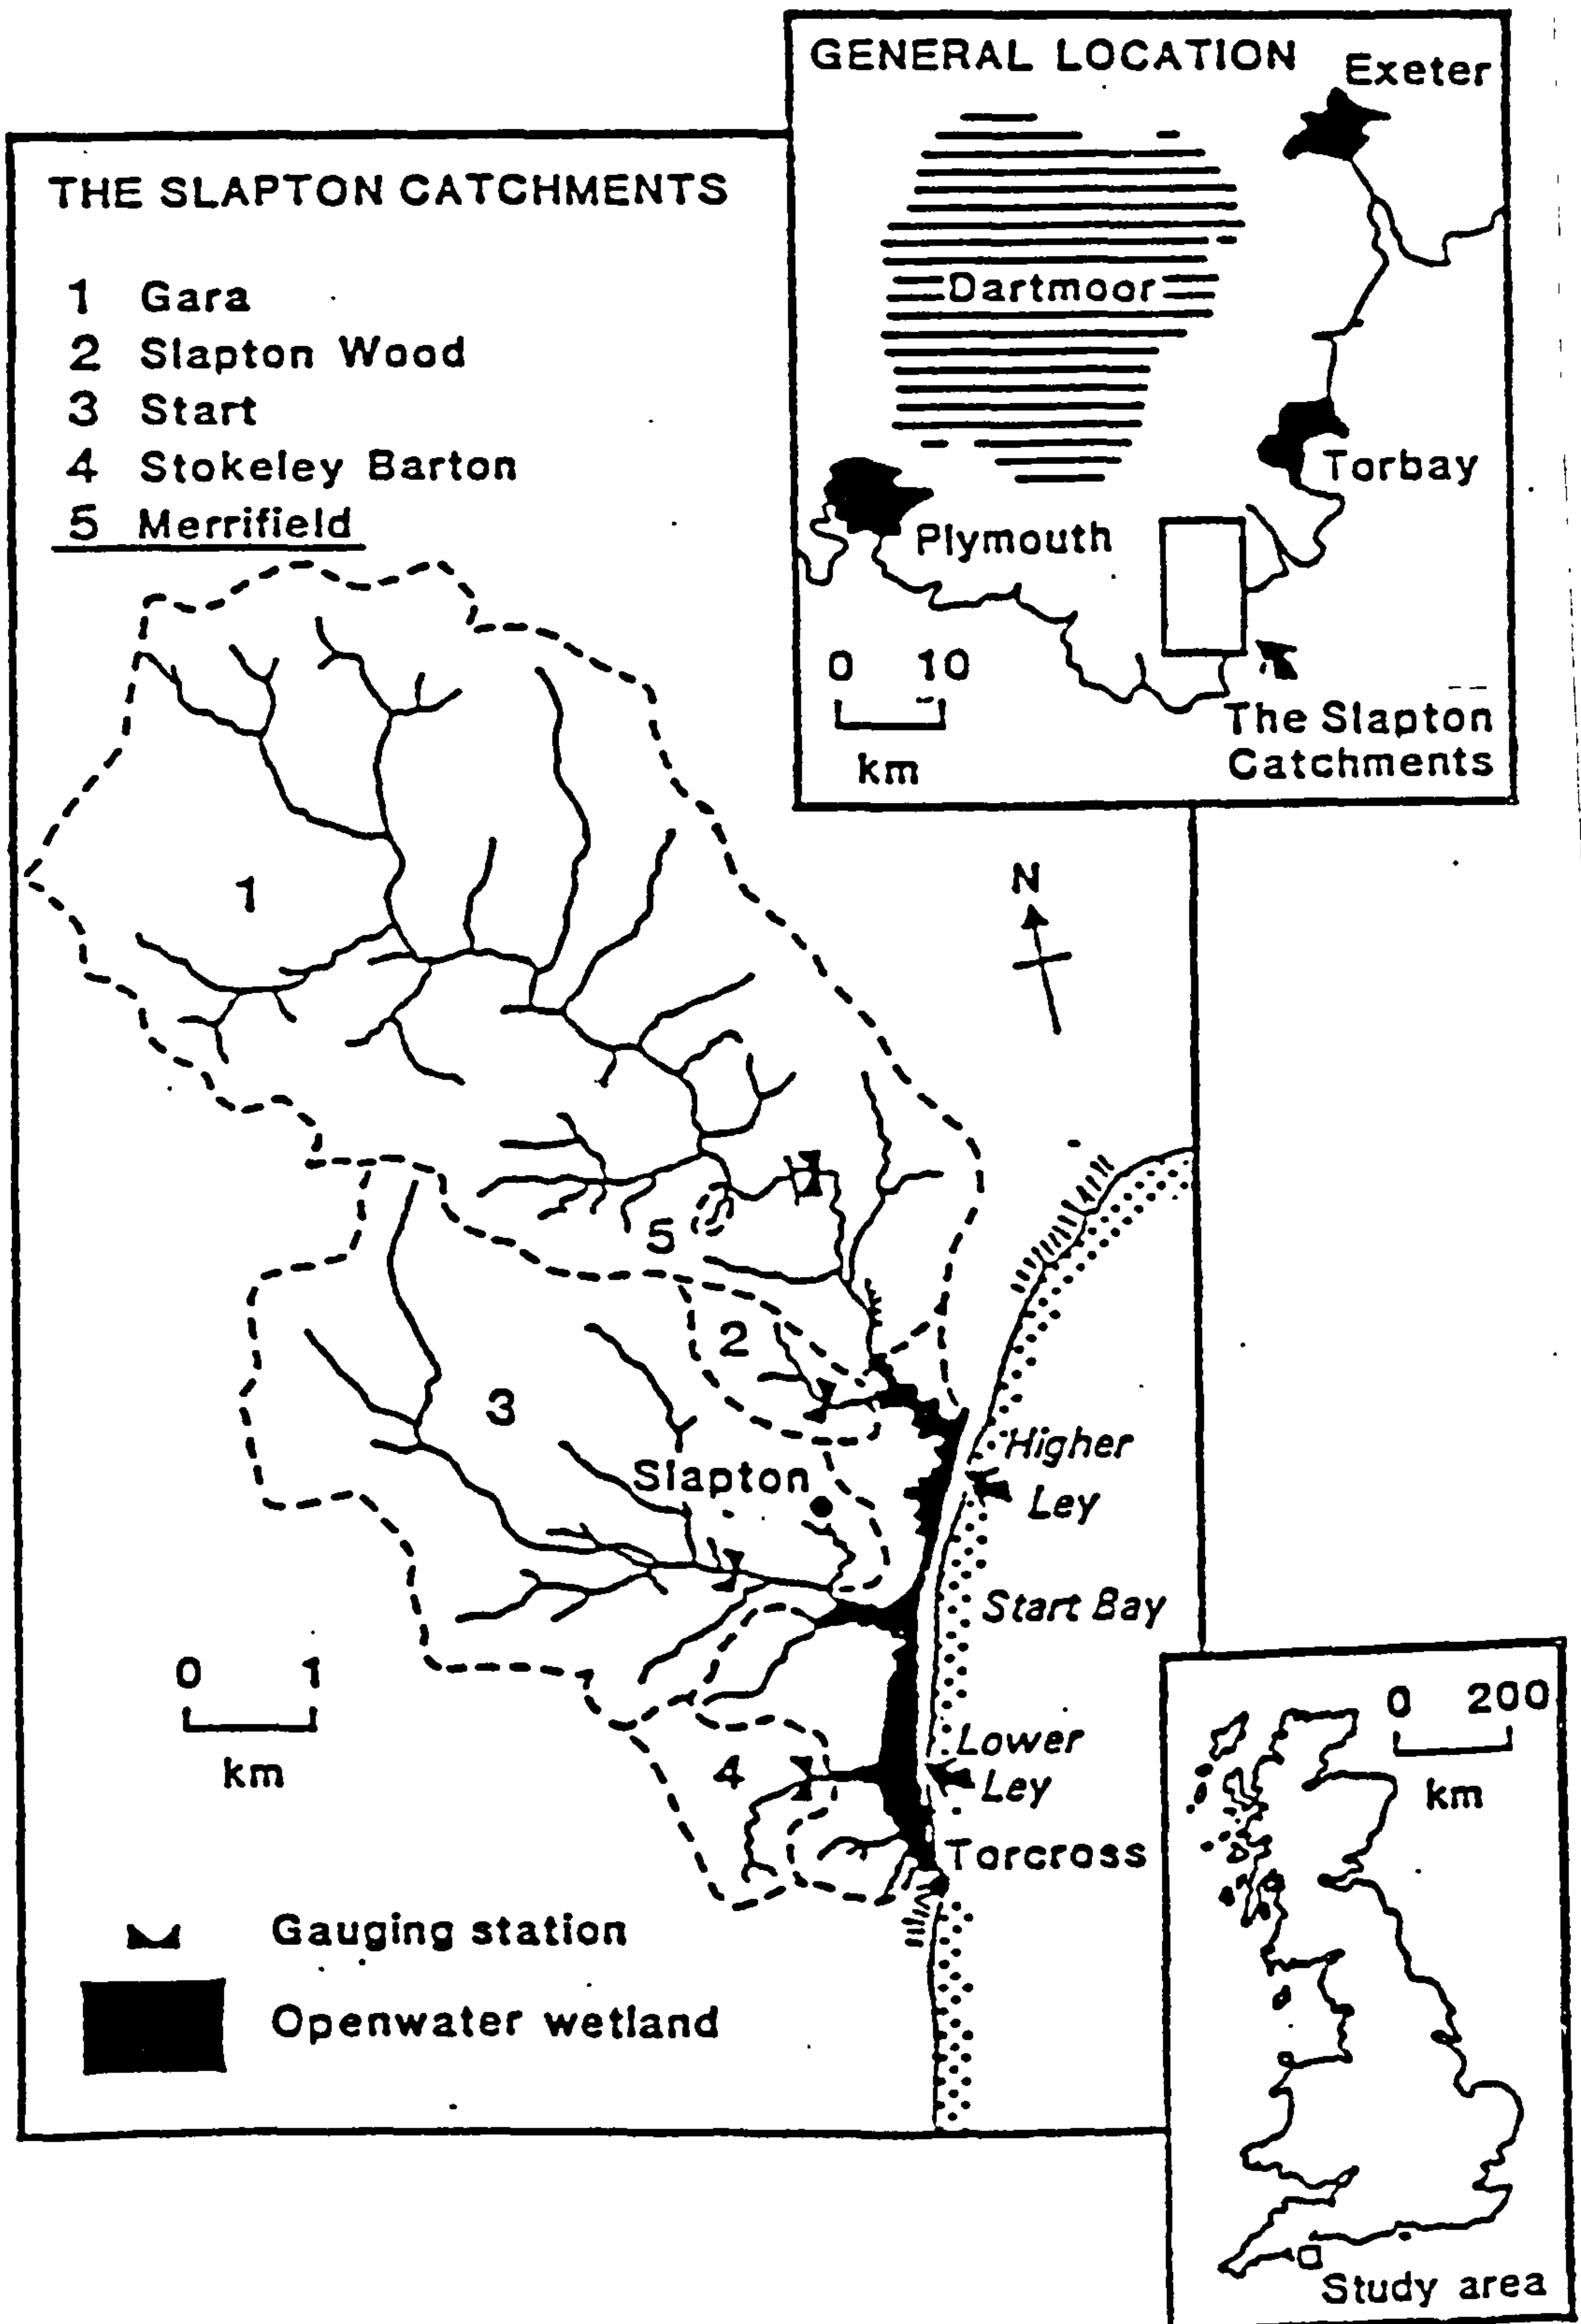 GENERAL LOCATION
Exeter
Dartmoor
Torbay
Plymouth
0 10
km
The Slapton
Catchments
THE SLAPTON CATCHMENTS
1 Gara
2 Slapton Wood
3 Start
4 Stokeley Barton
5 Merrifield
1
N
5
2
3
Higher
Ley
Slapton
Start Bay
0 1
km
Lower
Ley
4
Torcross
Gauging station
Openwater wetland
0 200
km
Study area